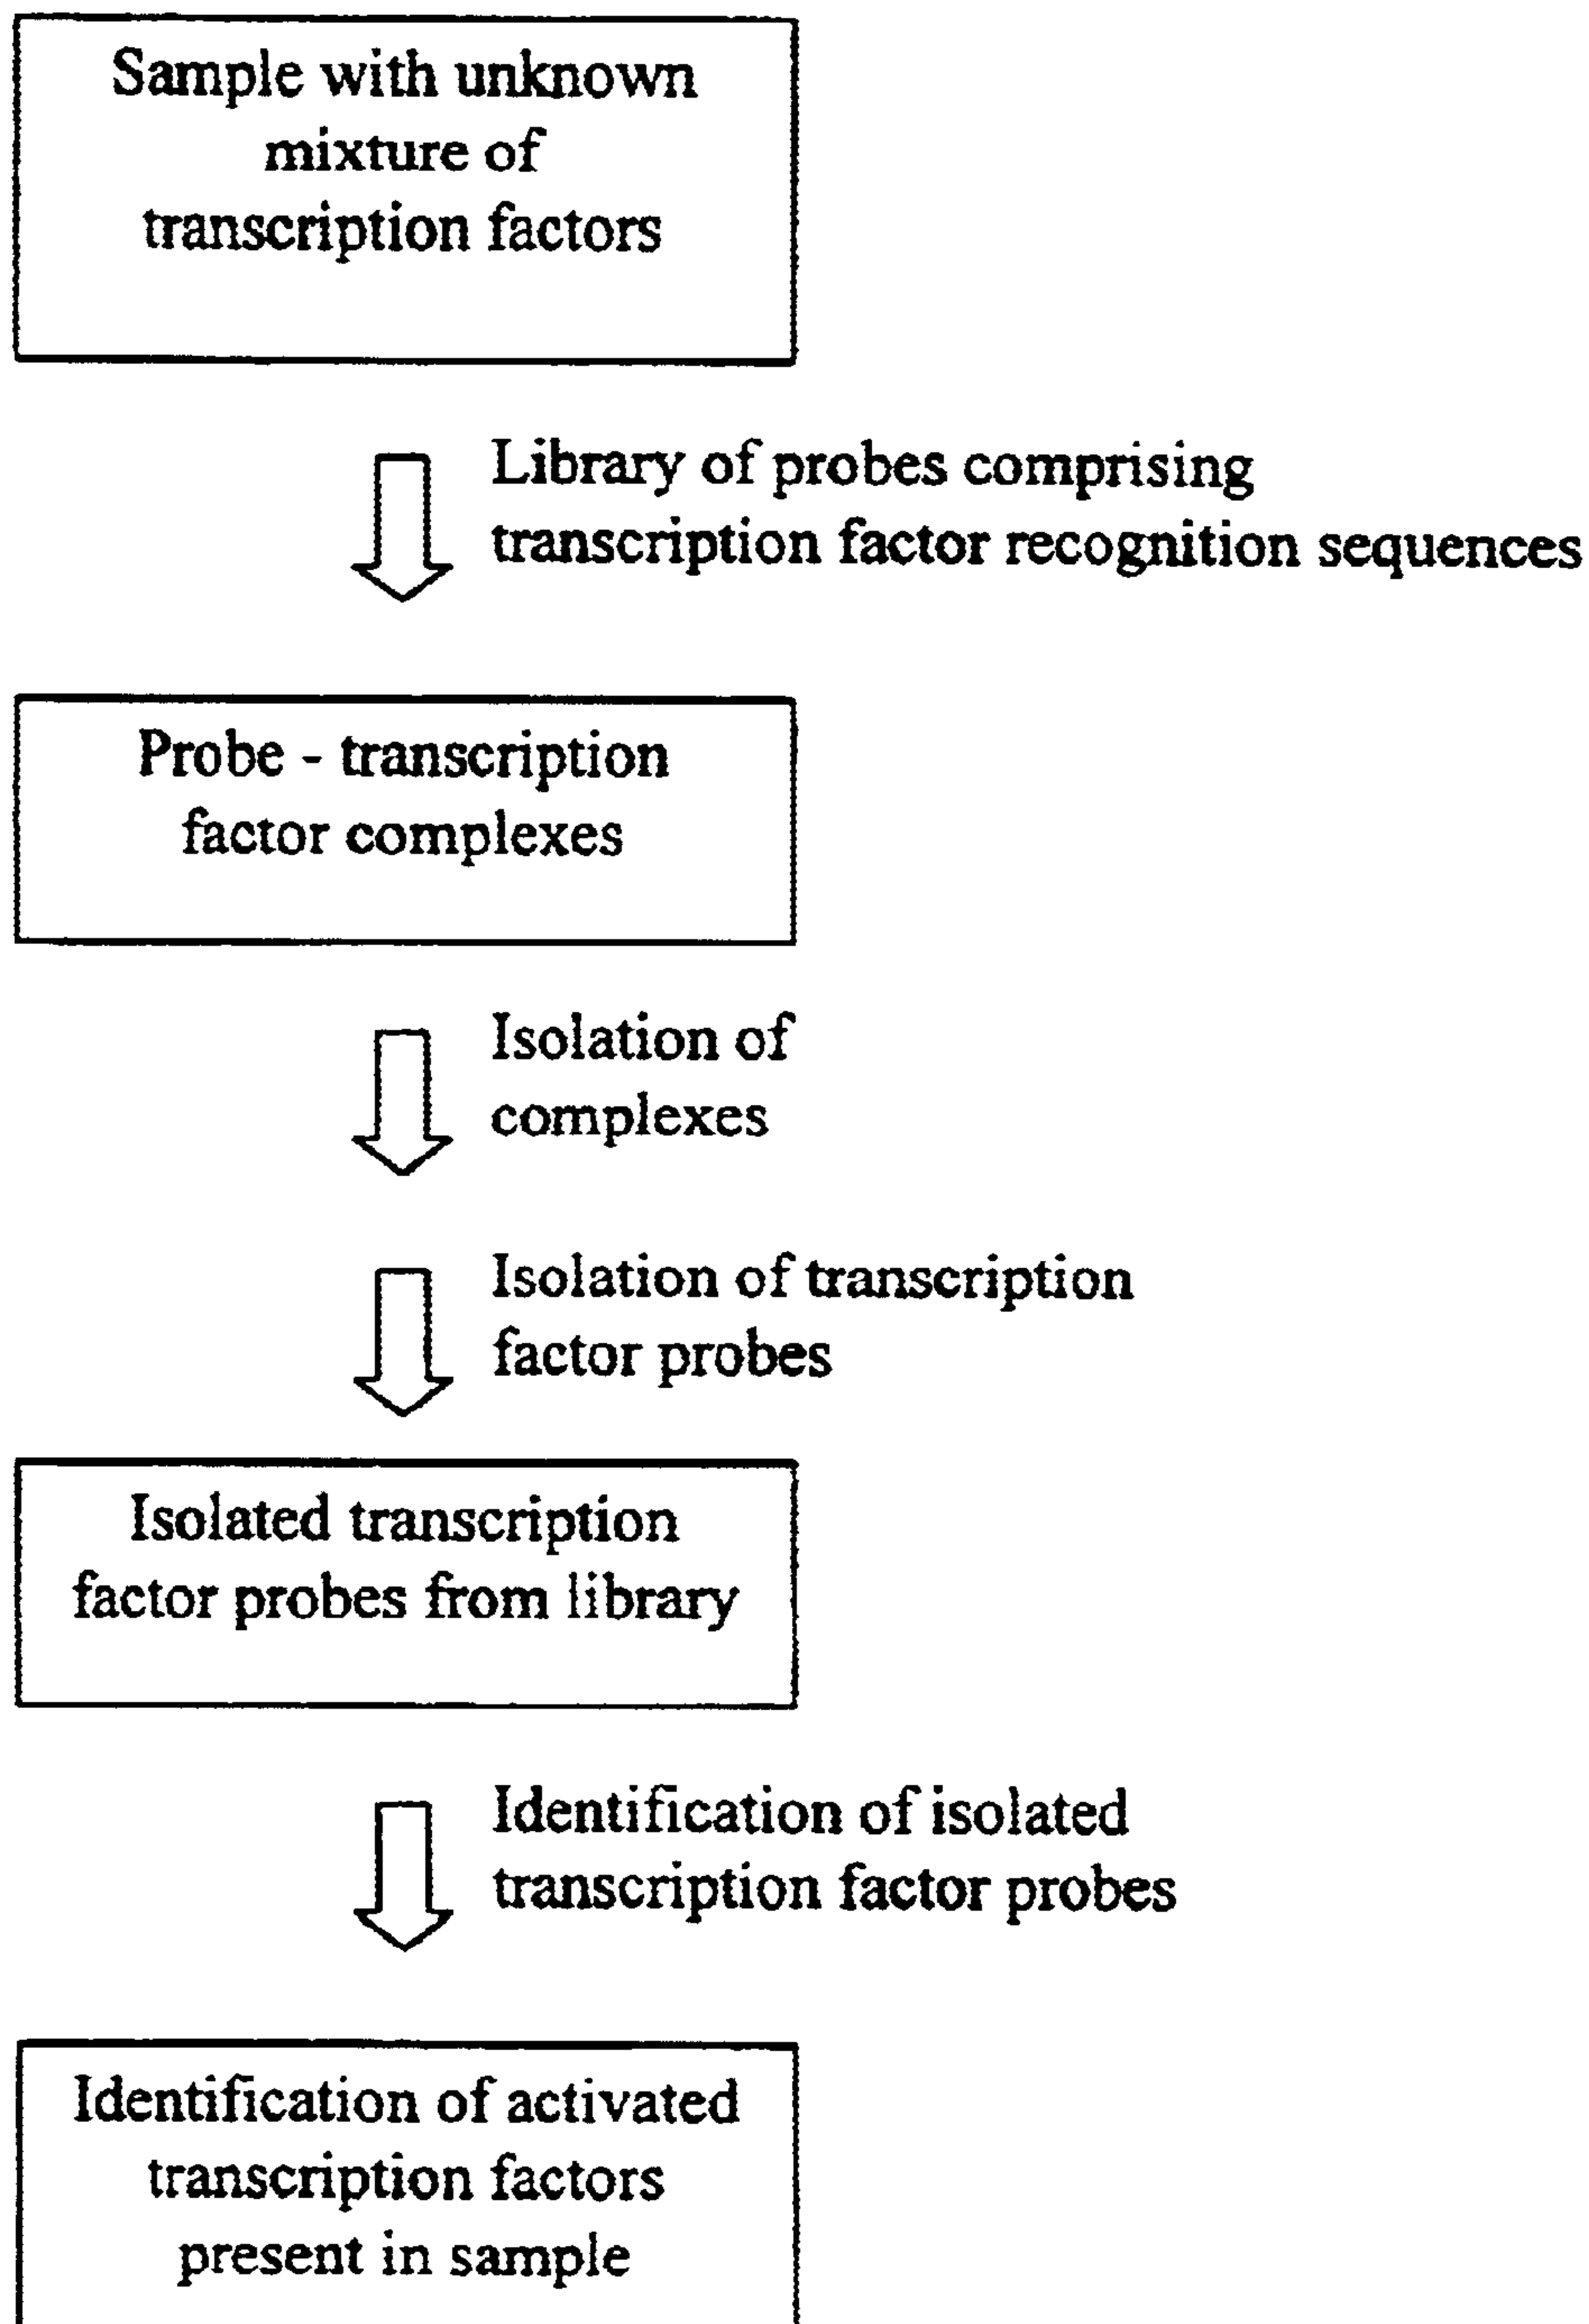 Sample with unknown
mixture of
transcription factors
Library of probes comprising
transcription factor recognition sequences
Probe - transcription
factor complexes
Isolation of
complexes
Isolation of transcription
factor probes
Isolated transcription
factor probes from library
Identification of isolated
transcription factor probes
Identification of activated
transcription factors
present in sample